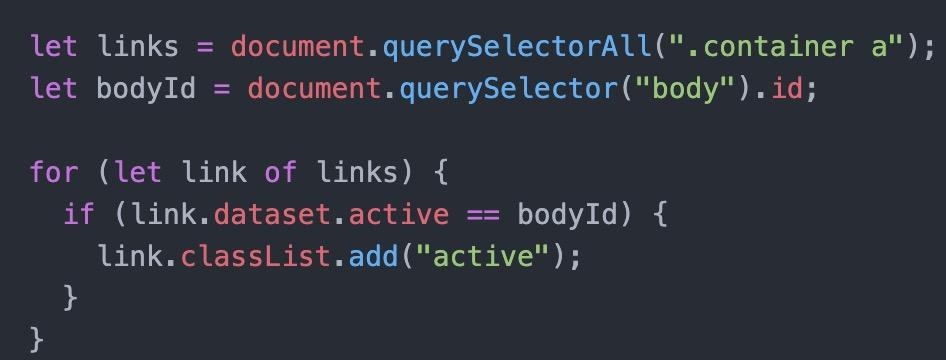 let links = document.querySelectorAll(".container a");
let bodyId = document.querySelector("body").id;

for (let link of links) {
  if (link.dataset.active == bodyId) {
    link.classList.add("active");
  }
}